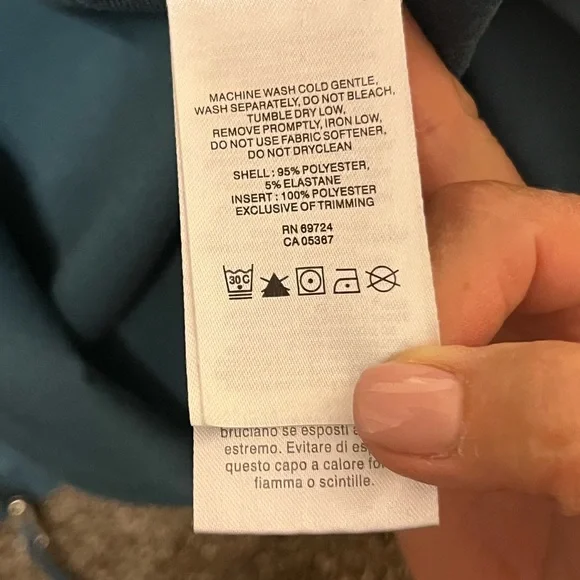 MACHINE WASH COLD GENTLE,
WASH SEPARATELY, DO NOT BLEACH,
TUMBLE DRY LOW,
REMOVE PROMPTLY, IRON LOW,
DO NOT USE FABRIC SOFTENER,
DO NOT DRYCLEAN
SHELL : 95% POLYESTER,
5% ELASTANE
INSERT : 100% POLYESTER
EXCLUSIVE OF TRIMMING
RN 69724
CA 05367
30C
bruciano se esposti
estremo. Evitare di
questo capo a calore
fiamma o scintille.